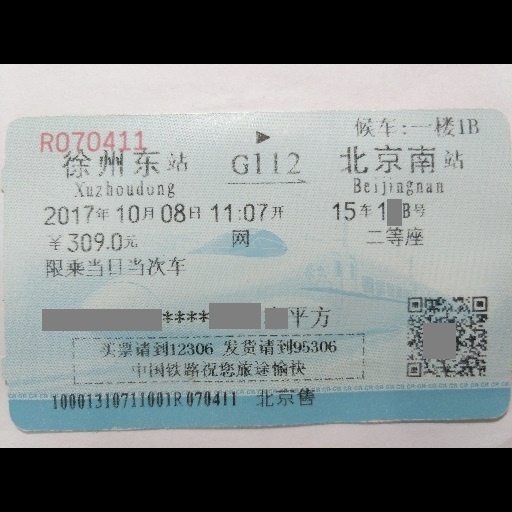 R070411
候车:一楼1B
徐州东站 G112 北京南站
Xuzhoudong Beijingnan
2017年10月08日11:07开 15车1 B号
￥309.0元 网 二等座
限乘当日当次车
**** 平方
买票请到12306 发货请到95306
中国铁路祝您旅途愉快
10001310711001R070411 北京售